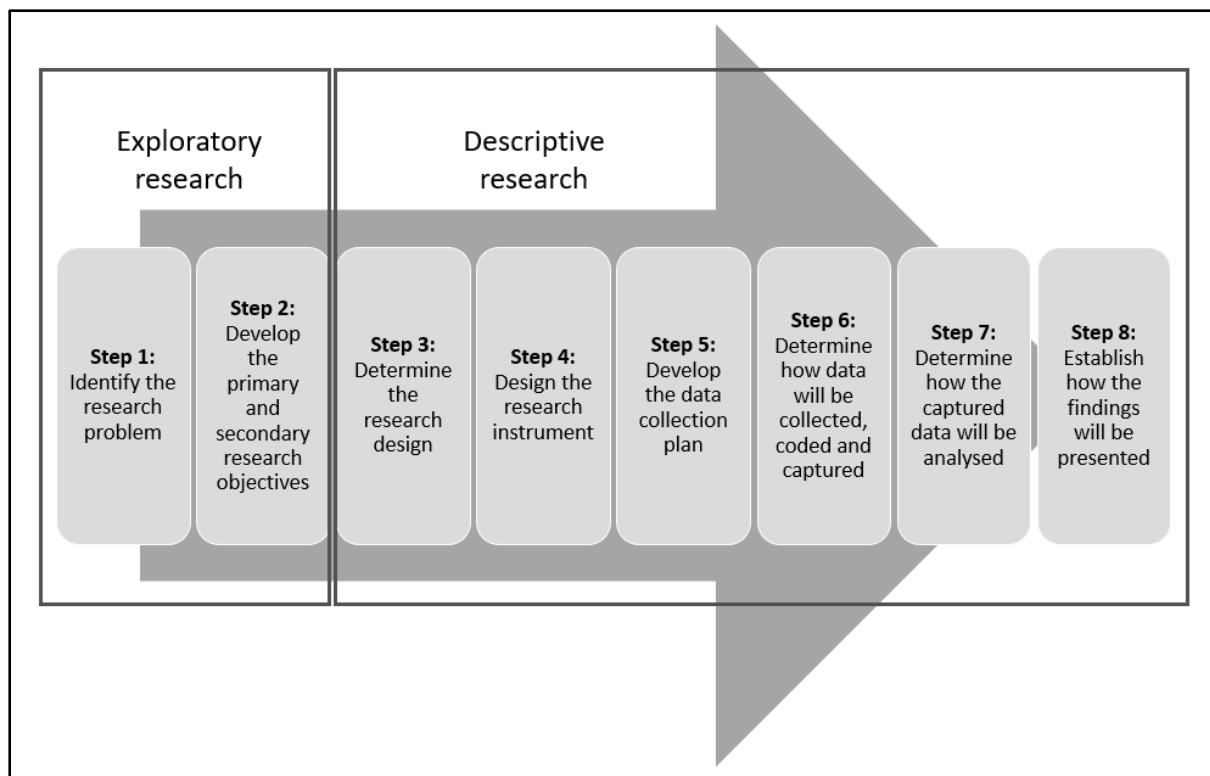 Exploratory
research
Descriptive
research
Step 1:
Identify the
research
problem
Step 2:
Develop
the
primary
and
secondary
research
objectives
Step 3:
Determine
the
research
design
Step 4:
Design the
research
instrument
Step 5:
Develop
the data
collection
plan
Step 6:
Determine
how data
will be
collected,
coded and
captured
Step 7:
Determine
how the
captured
data will be
analysed
Step 8:
Establish
how the
findings
will be
presented